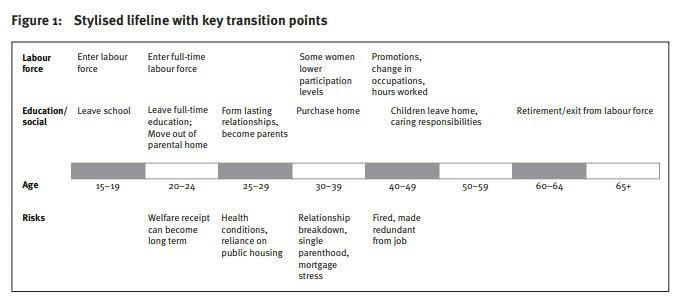 Figure 1: Stylised lifeline with key transition points
Labour
force
Enter labour
force
Enter full-time
labour force
Some women
lower
participation
levels
Promotions,
change in
occupations,
hours worked
Education/
social
Leave school
Leave full-time
education;
Move out of
parental home
Form lasting
relationships,
become parents
Purchase home
Children leave home,
caring responsibilities
Retirement/exit from labour force
Age
15–19
20–24
25–29
30–39
40–49
50–59
60–64
65+
Risks
Welfare receipt
can become
long term
Health
conditions,
reliance on
public housing
Relationship
breakdown,
single
parenthood,
mortgage
stress
Fired, made
redundant
from job